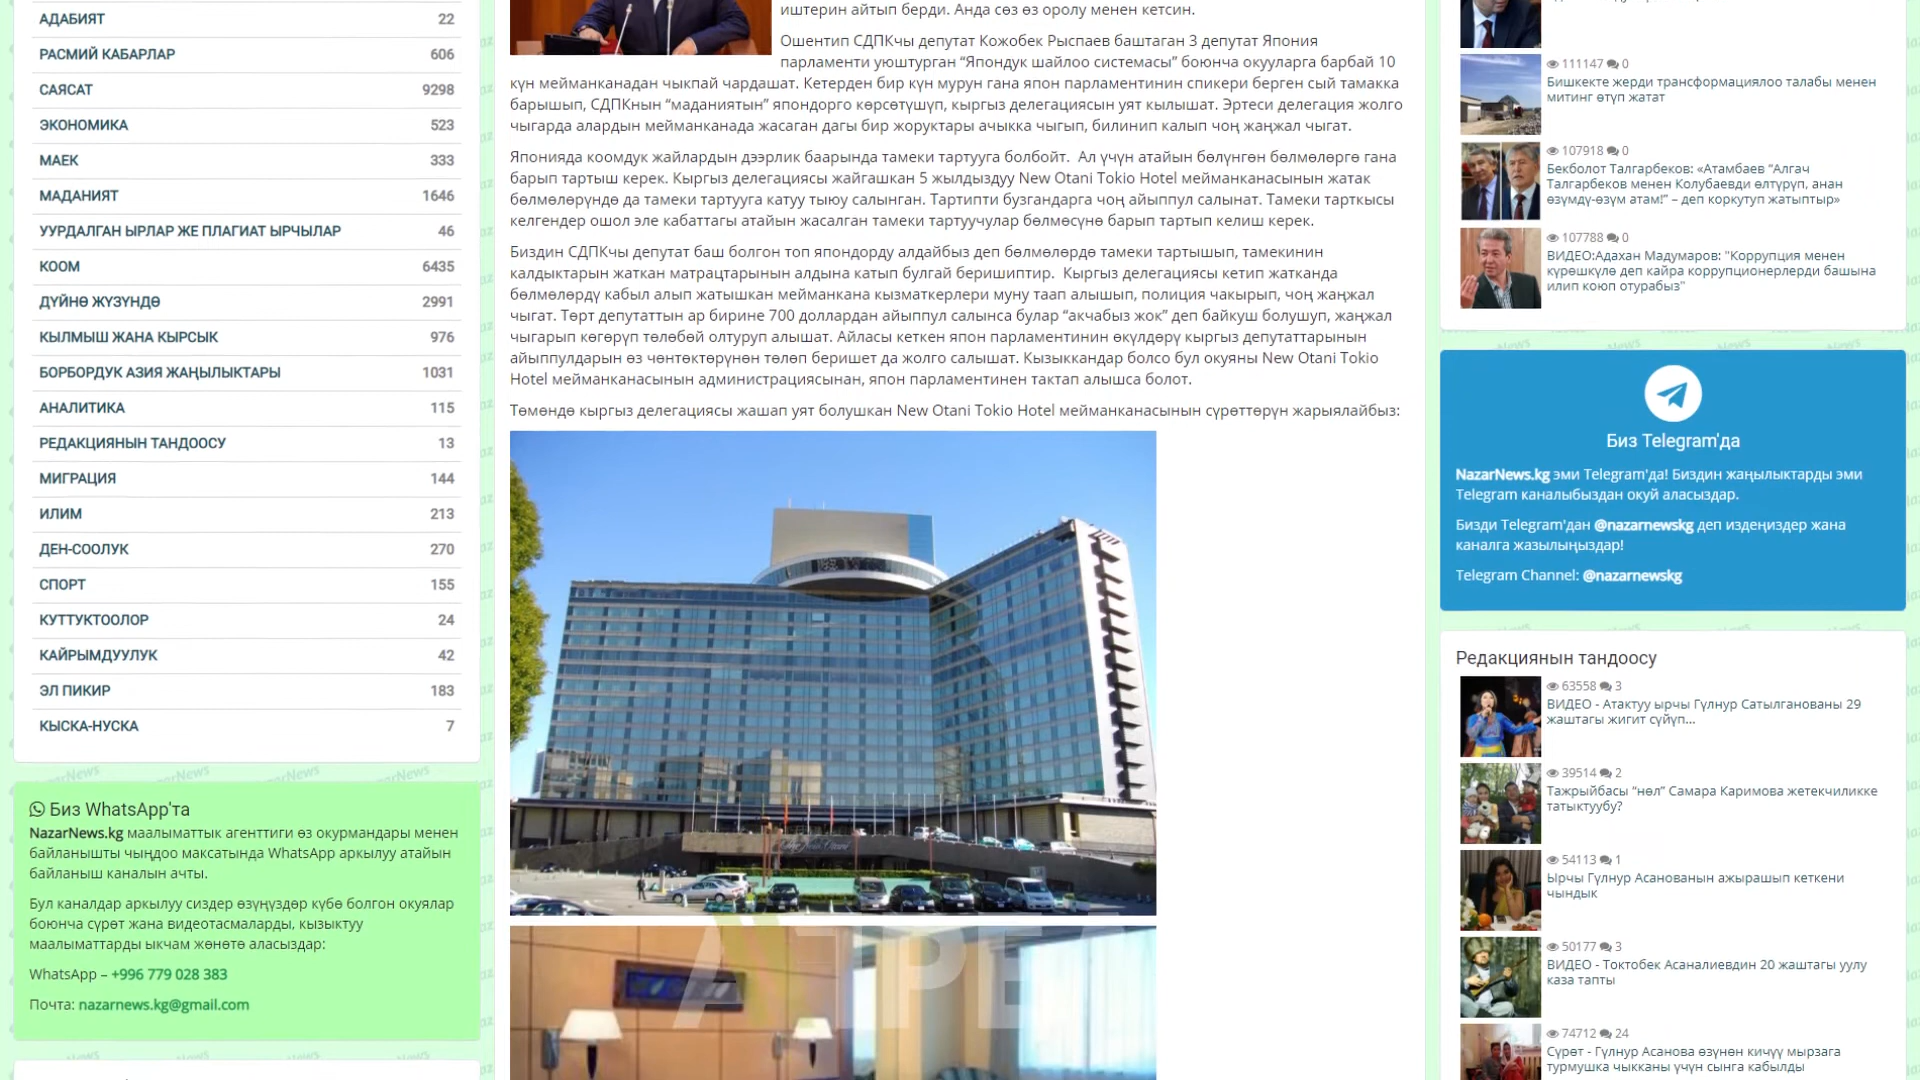 АДАБИЯТ 22
РАСМИЙ КАБАРЛАР 606
САЯСАТ 9298
ЭКОНОМИКА 523
МАЕК 333
МАДАНИЯТ 1646
УУРДАЛГАН ЫРЛАР ЖЕ ПЛАГИАТ ЫРЧЫЛАР 46
КООМ 6435
ДҮЙНӨ ЖҮЗҮНДӨ 2991
КЫЛМЫШ ЖАНА КЫРСЫК 976
БОРБОРДУК АЗИЯ ЖАҢЫЛЫКТАРЫ 1031
АНАЛИТИКА 115
РЕДАКЦИЯНЫН ТАНДООСУ 13
МИГРАЦИЯ 144
ИЛИМ 213
ДЕН-СООЛУК 270
СПОРТ 155
КУТТУКТООЛОР 24
КАЙРЫМДУУЛУК 42
ЭЛ ПИКИР 183
КЫСКА-НУСКА 7
Биз WhatsApp'та
NazarNews.kg маалыматтык агенттиги өз окурмандары менен
байланышты чыңдоо максатында WhatsApp аркылуу атайын
байланыш каналын ачты.
Бул каналдар аркылуу сиздер өзүңүздөр күбө болгон окуялар
боюнча сүрөт жана видеотасмаларды, кызыктуу
маалыматтарды ыкчам жөнөтө аласыздар:
WhatsApp – +996 779 028 383
Почта: nazarnews.kg@gmail.com
иштерин айтып берди. Анда сөз өз оролу менен кетсин.
Ошентип СДПКчы депутат Кожобек Рыспаев баштаган 3 депутат Япония
парламенти уюштурган “Япондук шайлоо системасы” боюнча окууларга барбай 10
күн мейманканадан чыкпай чардашат. Кетерден бир күн мурун гана япон парламентинин спикери берген сый тамакка
барышып, СДПКнын “маданиятын” япондорго көрсөтүшүп, кыргыз делегациясын уят кылышат. Эртеси делегация жолго
чыгарда алардын мейманканада жасаган дагы бир жоруктары ачыкка чыгып, билинип калып чоң жаңжал чыгат.
Японияда коомдук жайлардын дээрлик баарында тамеки тартууга болбойт.  Ал үчүн атайын бөлүнгөн бөлмөлөргө гана
барып тартыш керек. Кыргыз делегациясы жайгашкан 5 жылдыздуу New Otani Tokio Hotel мейманканасынын жатак
бөлмөлөрүндө да тамеки тартууга катуу тыюу салынган. Тартипти бузгандарга чоң айыппул салынат. Тамеки тарткысы
келгендер ошол эле кабаттагы атайын жасалган тамеки тартуучулар бөлмөсүнө барып тартып келиш керек.
Биздин СДПКчы депутат баш болгон топ япондорду алдайбыз деп бөлмөлөрдө тамеки тартышып, тамекинин
калдыктарын жаткан матрацтарынын алдына катып булгай беришиптир.  Кыргыз делегациясы кетип жатканда
бөлмөлөрдү кабыл алып жатышкан мейманкана кызматкерлери муну таап алышып, полиция чакырып, чоң жаңжал
чыгат. Төрт депутаттын ар бирине 700 доллардан айыппул салынса булар “акчабыз жок” деп байкуш болушуп, жаңжал
чыгарып көгөрүп төлөбөй олтуруп алышат. Айласы кеткен япон парламентинин өкүлдөрү кыргыз депутаттарынын
айыппулдарын өз чөнтөктөрүнөн төлөп беришет да жолго салышат. Кызыккандар болсо бул окуяны New Otani Tokio
Hotel мейманканасынын администрациясынан, япон парламентинен тактап алышса болот.
Төмөндө кыргыз делегациясы жашап уят болушкан New Otani Tokio Hotel мейманканасынын сүрөттөрүн жарыялайбыз:
АПРЕ
111147 0
Бишкекте жерди трансформациялоо талабы менен
митинг өтүп жатат
107918 0
Бекболот Талгарбеков: «Атамбаев “Алгач
Талгарбеков менен Колубаевди өлтүрүп, анан
өзүмдү-өзүм атам!” – деп коркутуп жатыптыр»
107788 0
ВИДЕО:Адахан Мадумаров: "Коррупция менен
күрөшкүлө деп кайра коррупционерлерди башына
илип коюп отурабыз"
Биз Telegram'да
NazarNews.kg эми Telegram'да! Биздин жаңылыктарды эми
Telegram каналыбыздан окуй аласыздар.
Бизди Telegram'дан @nazarnewskg деп издеңиздер жана
каналга жазылыңыздар!
Telegram Channel: @nazarnewskg
Редакциянын тандоосу
63558 3
ВИДЕО - Атактуу ырчы Гүлнур Сатылганованы 29
жаштагы жигит сүйүп...
39514 2
Тажрыйбасы “нөл” Самара Каримова жетекчиликке
татыктуубу?
54113 1
Ырчы Гүлнур Асанованын ажырашып кеткени
чындык
50177 3
ВИДЕО - Токтобек Асаналиевдин 20 жаштагы уулу
каза тапты
74712 24
Сүрөт - Гүлнур Асанова өзүнөн кичүү мырзага
турмушка чыкканы үчүн сынга кабылды